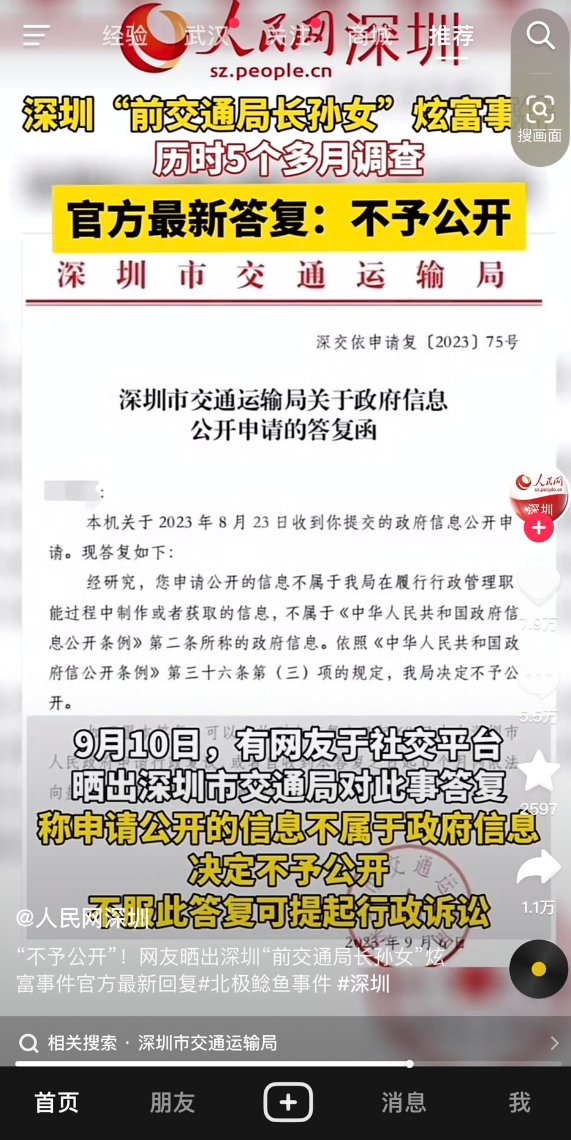 人民网深圳
sz.people.cn
经验 武汉 关注 商城 推荐
搜画面
深圳“前交通局长孙女”炫富事
历时5个多月调查
官方最新答复：不予公开
深圳市交通运输局
深交依申请复〔2023〕75号
深圳市交通运输局关于政府信息
公开申请的答复函
：
本机关于2023年8月23日收到你提交的政府信息公开申
请。现答复如下：
经研究，您申请公开的信息不属于我局在履行行政管理职
能过程中制作或者获取的信息，不属于《中华人民共和国政府信
息公开条例》第二条所称的政府信息。依照《中华人民共和国政
府信公开条例》第三十六条第（三）项的规定，我局决定不予公
开。
人民网
sz.people.cn
深圳
7.9万
5.5万
2597
1.1万
9月10日，有网友于社交平台
晒出深圳市交通局对此事答复
称申请公开的信息不属于政府信息
决定不予公开
不服此答复可提起行政诉讼
2023年9月6日
@人民网深圳
“不予公开”！网友晒出深圳“前交通局长孙女”炫
富事件官方最新回复#北极鲶鱼事件 #深圳
相关搜索 · 深圳市交通运输局
首页 朋友 消息 我